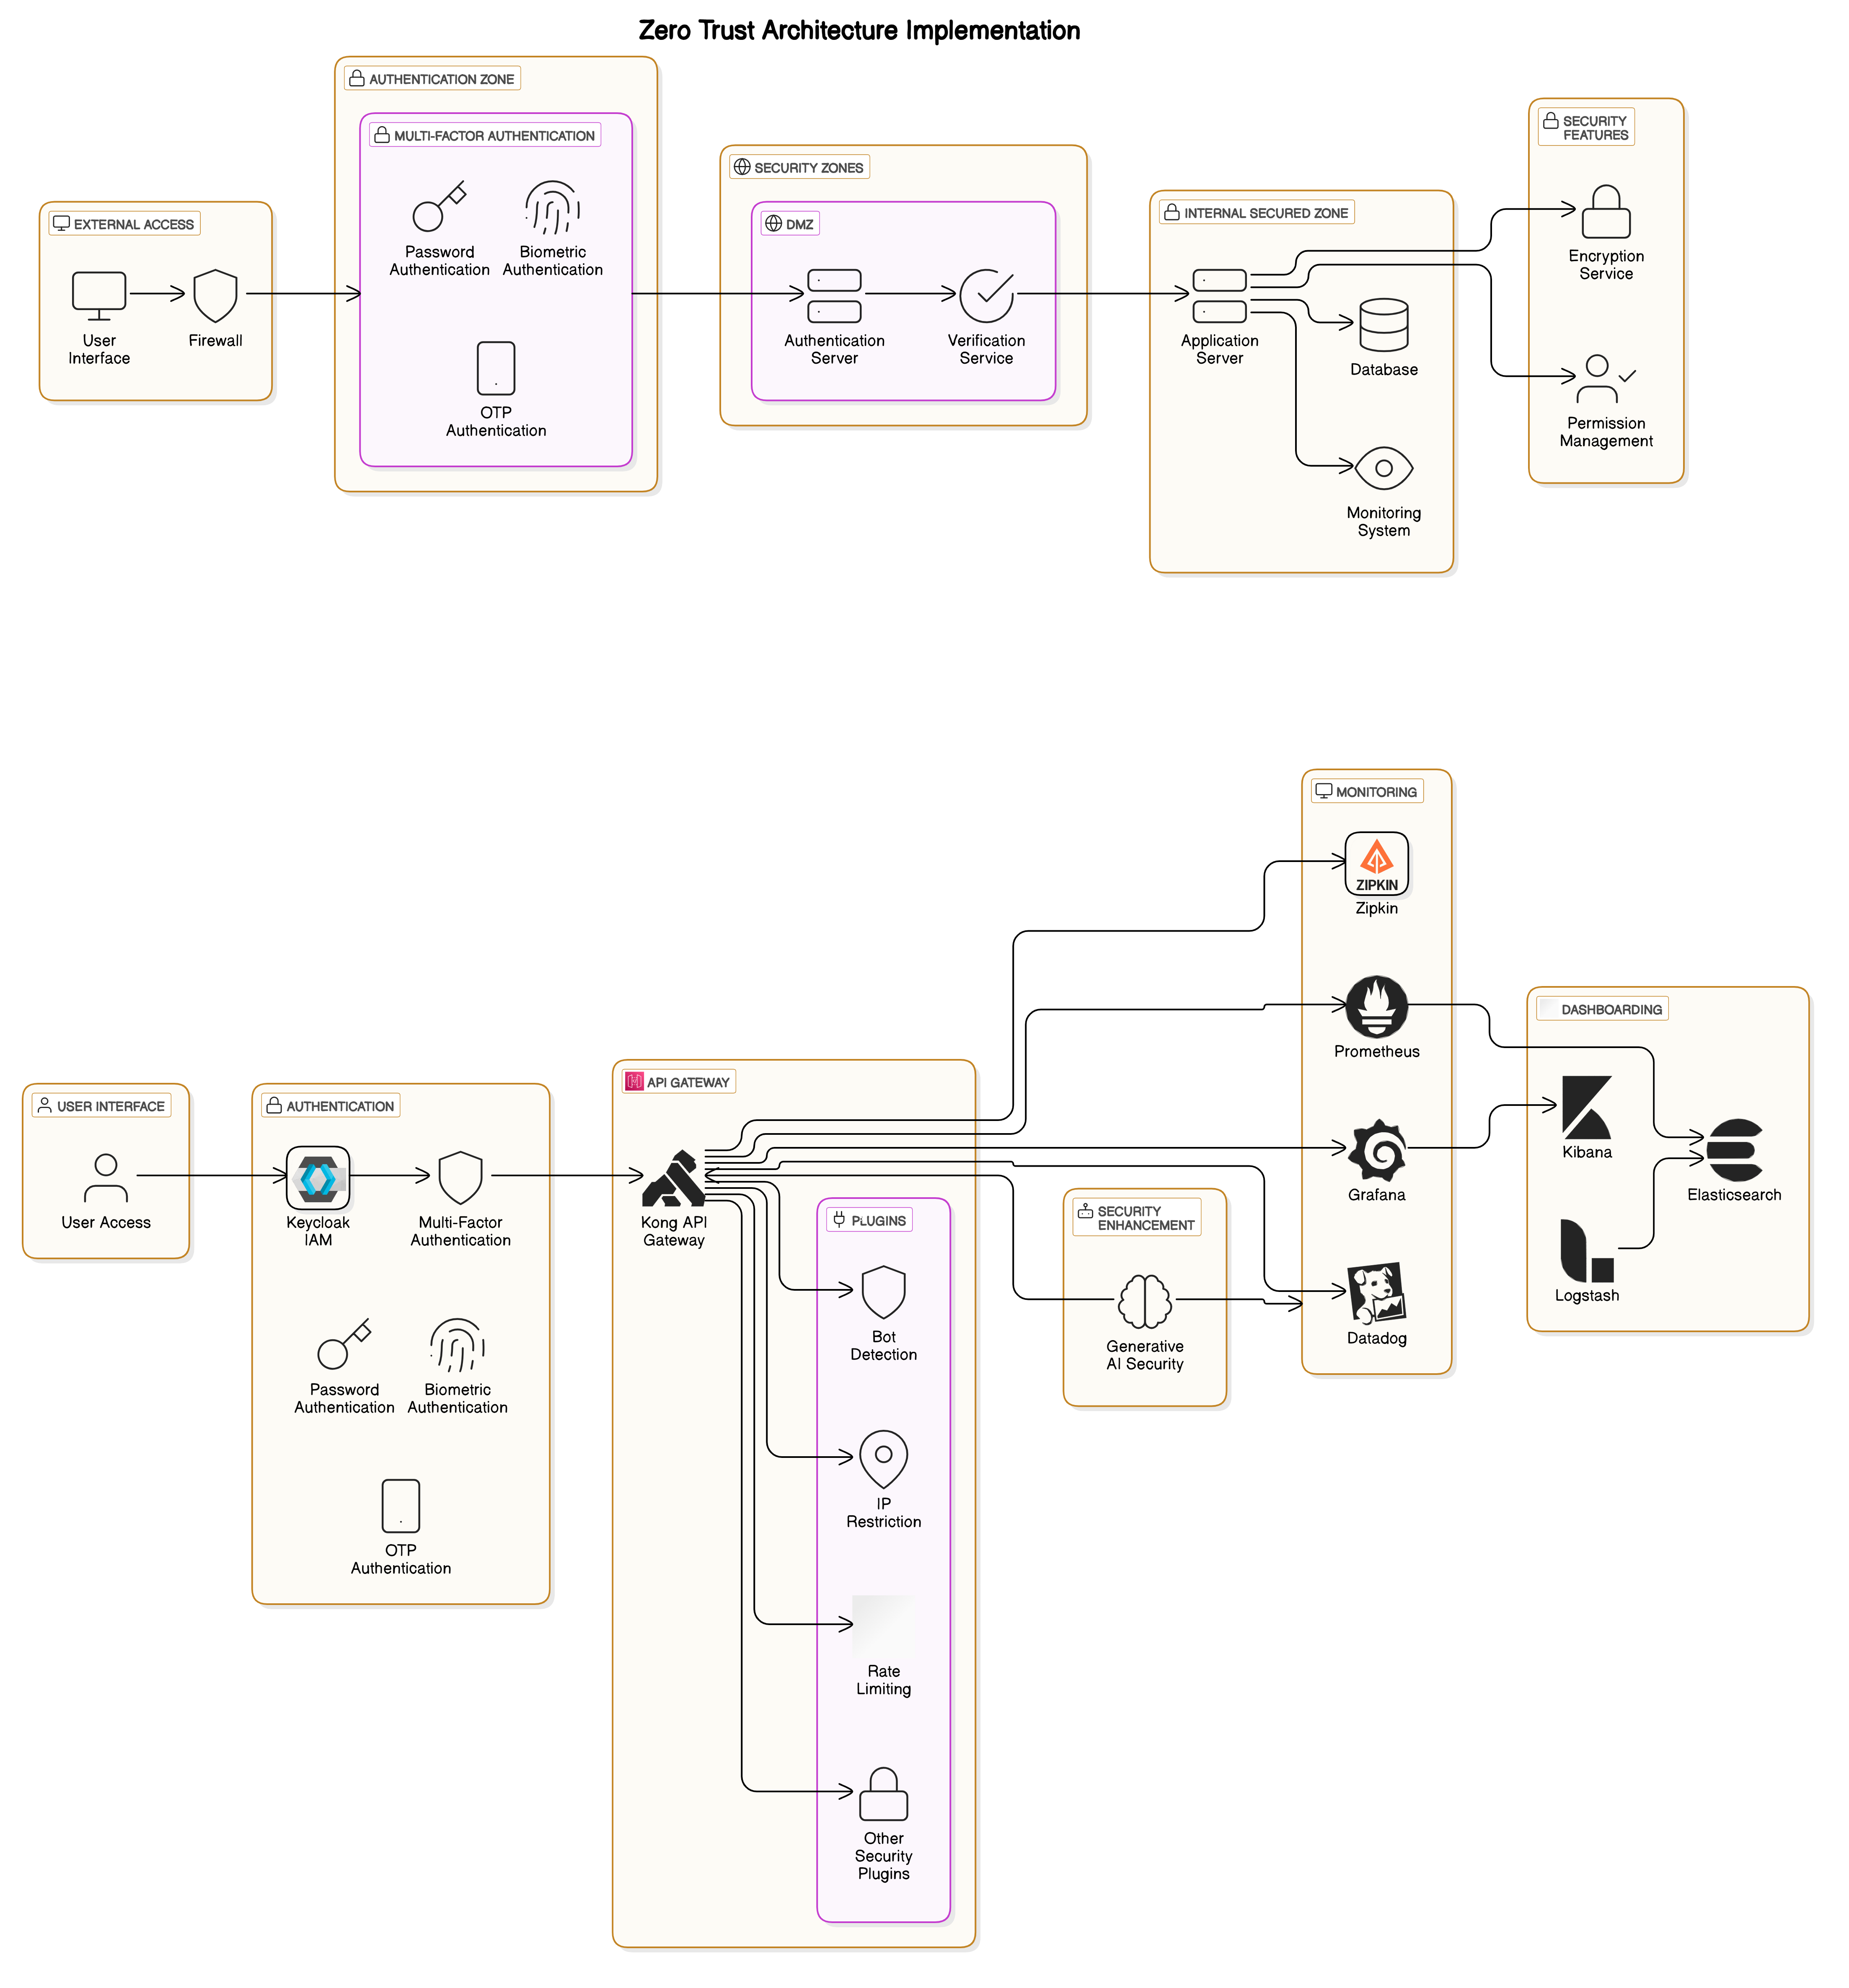 Zero Trust Architecture Implementation
EXTERNAL ACCESS
User
Interface
Firewall
AUTHENTICATION ZONE
MULTI-FACTOR AUTHENTICATION
Password
Authentication
Biometric
Authentication
OTP
Authentication
SECURITY ZONES
DMZ
Authentication
Server
Verification
Service
INTERNAL SECURED ZONE
Application
Server
Database
Monitoring
System
SECURITY
FEATURES
Encryption
Service
Permission
Management
USER INTERFACE
User Access
AUTHENTICATION
Keycloak
IAM
Multi-Factor
Authentication
Password
Authentication
Biometric
Authentication
OTP
Authentication
API GATEWAY
Kong API
Gateway
PLUGINS
Bot
Detection
IP
Restriction
Rate
Limiting
Other
Security
Plugins
SECURITY
ENHANCEMENT
Generative
AI Security
MONITORING
ZIPKIN
Zipkin
Prometheus
Grafana
Datadog
DASHBOARDING
Kibana
Logstash
Elasticsearch